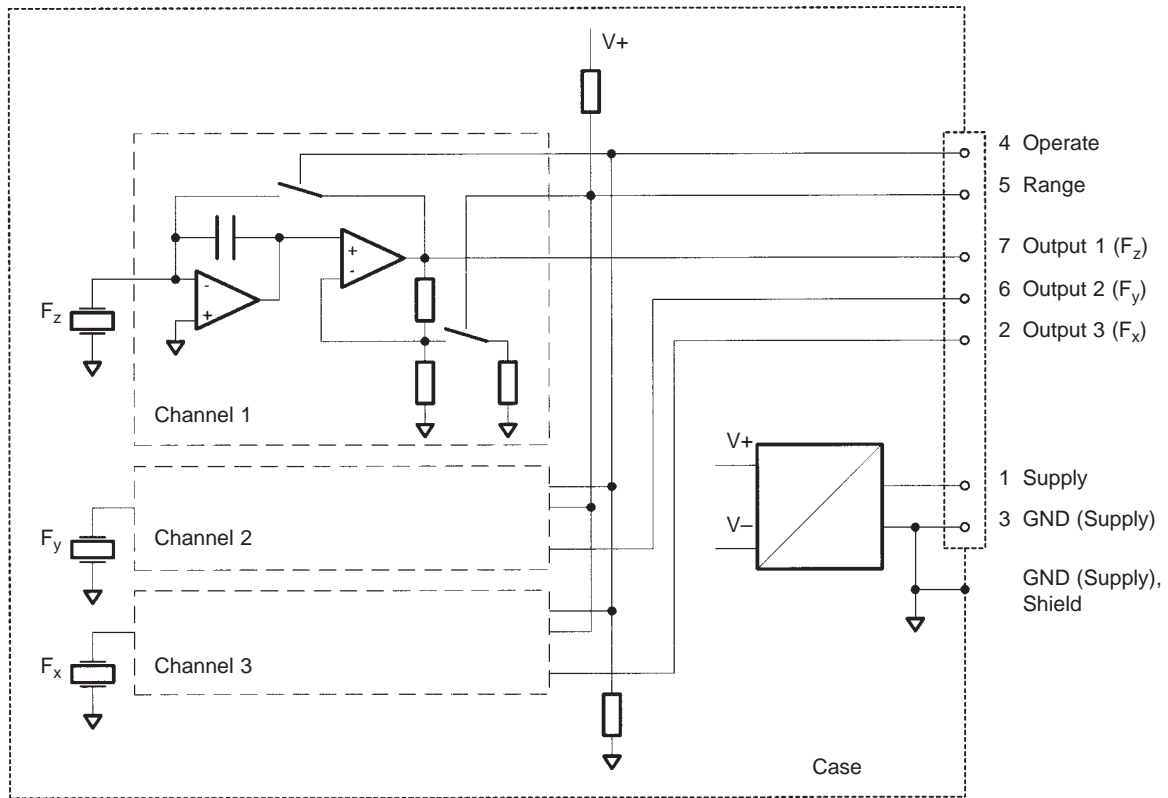 V+
4 Operate
5 Range
7 Output 1 (Fz)
6 Output 2 (Fy)
2 Output 3 (Fx)
Fz
-
+
+
-
Channel 1
V+
V–
1 Supply
3 GND (Supply)
GND (Supply),
Shield
Fy
Channel 2
Fx
Channel 3
Case